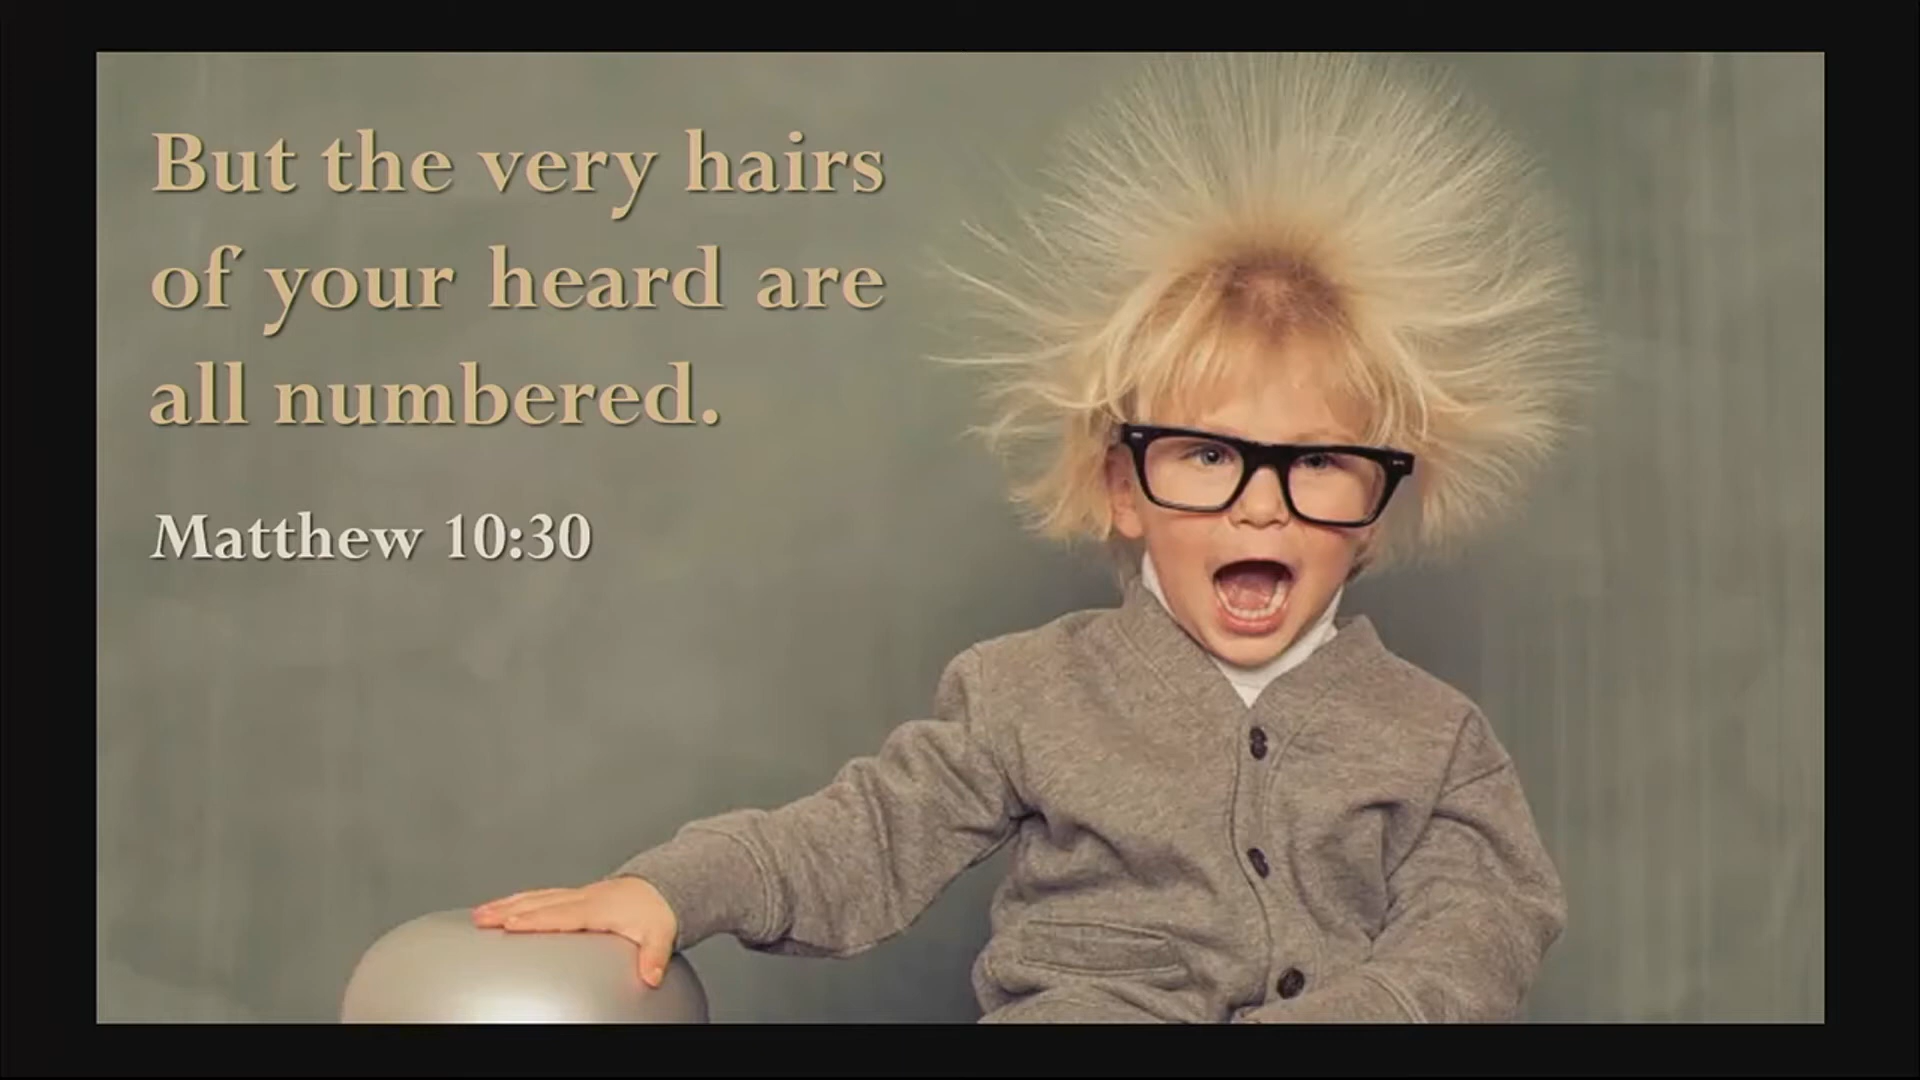 But the very hairs
of your heard are
all numbered.
Matthew 10:30